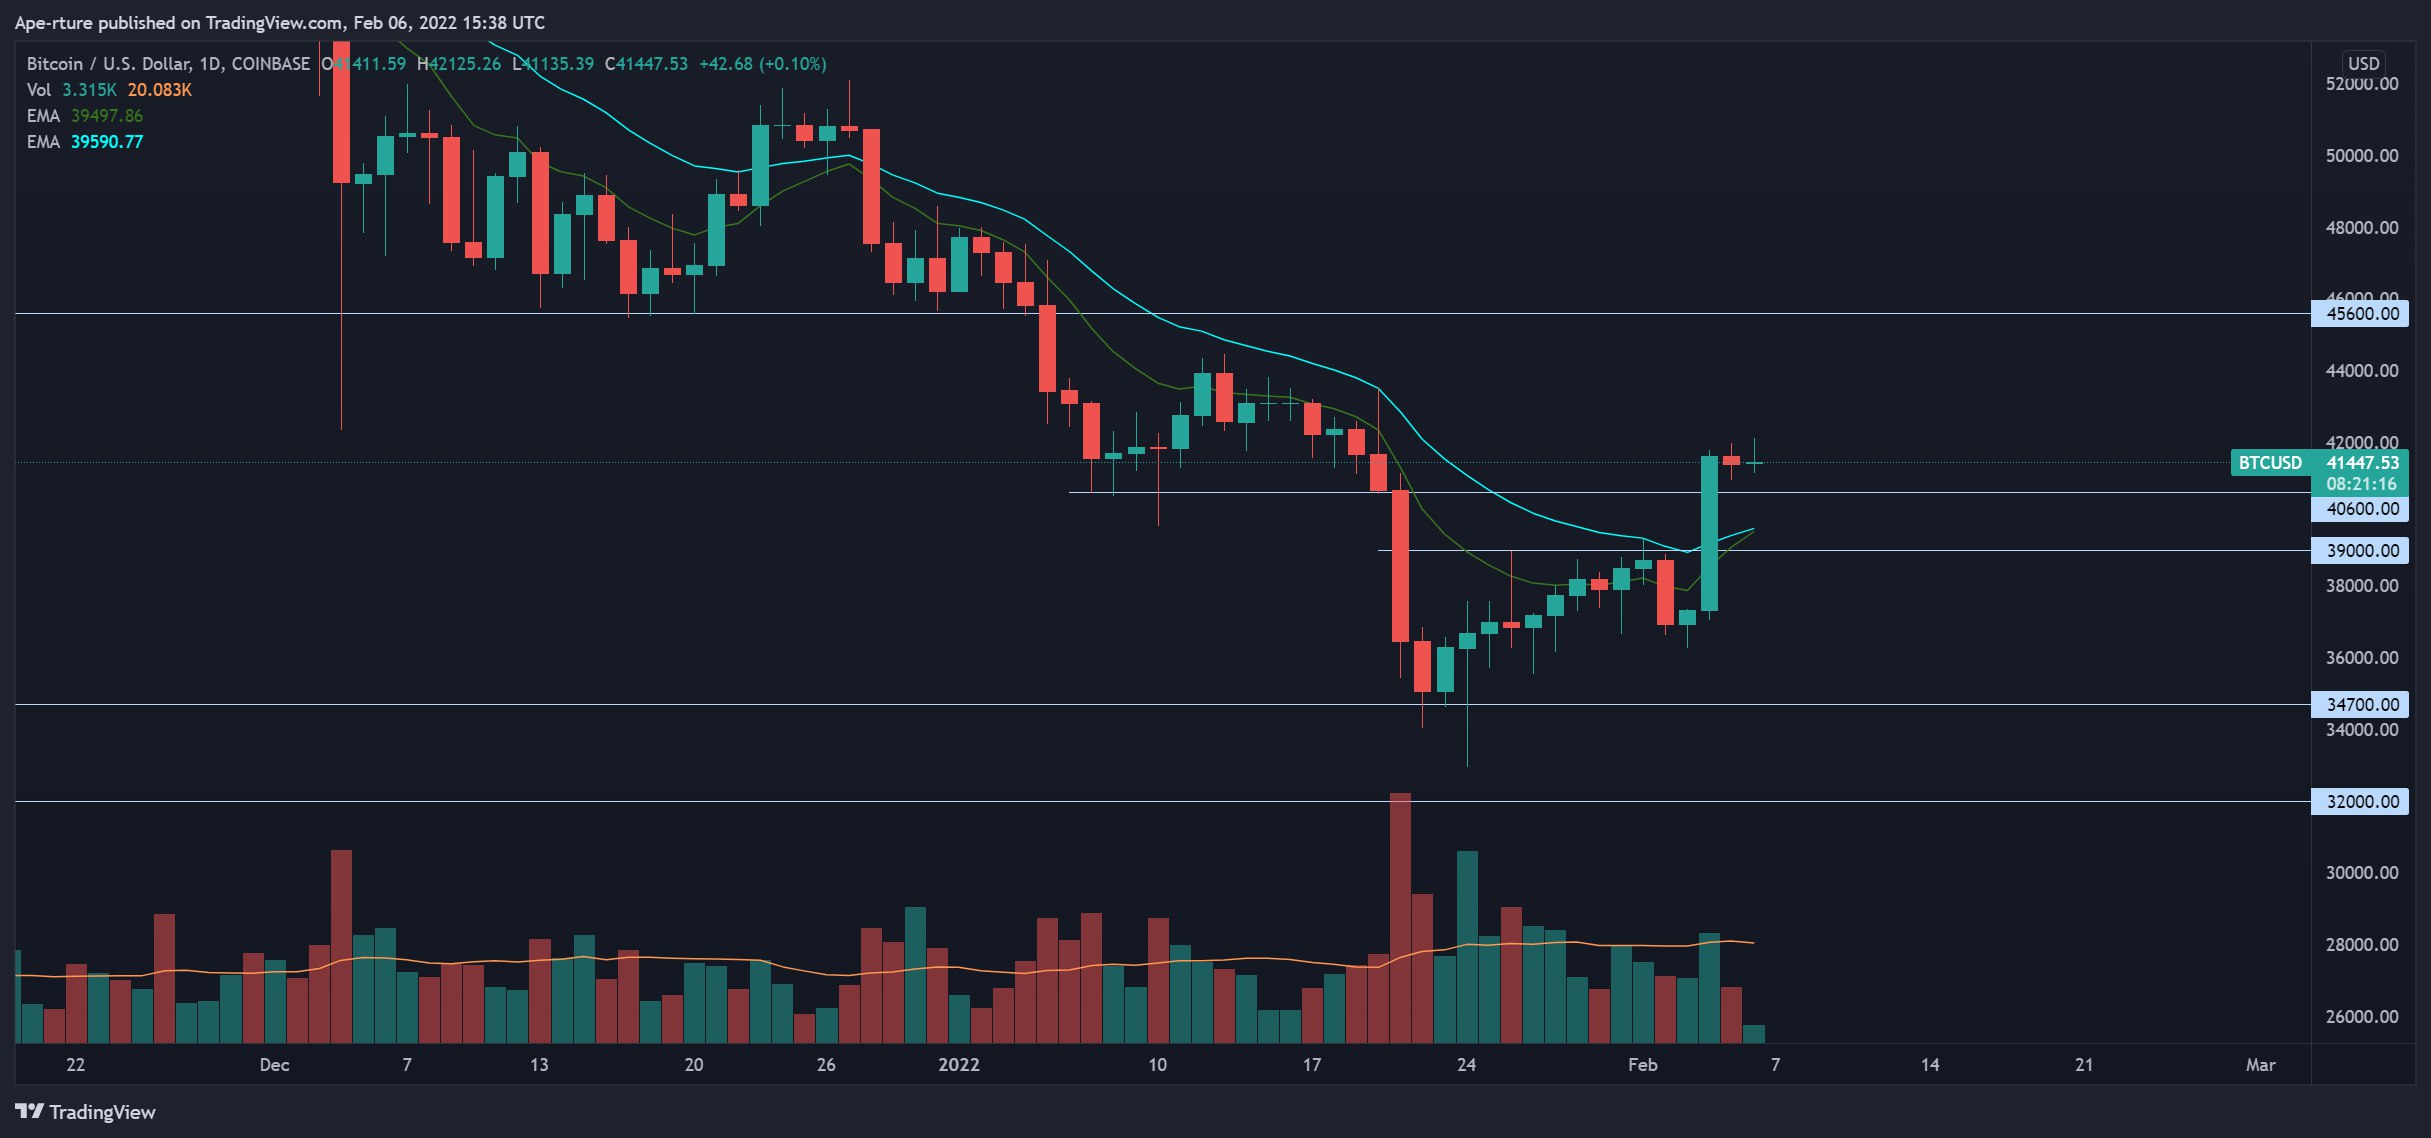 Ape-rture published on TradingView.com, Feb 06, 2022 15:38 UTC
Bitcoin / U.S. Dollar, 1D, COINBASE O41411.59 H42125.26 L41135.39 C41447.53 +42.68 (+0.10%)
Vol 3.315K 20.083K
EMA 39497.86
EMA 39590.77
USD
52000.00
50000.00
48000.00
46000.00
45600.00
44000.00
42000.00
BTCUSD 41447.53
08:21:16
40600.00
39000.00
38000.00
36000.00
34700.00
34000.00
32000.00
30000.00
28000.00
26000.00
22 Dec 7 13 20 26 2022 10 17 24 Feb 7 14 21 Mar
TradingView